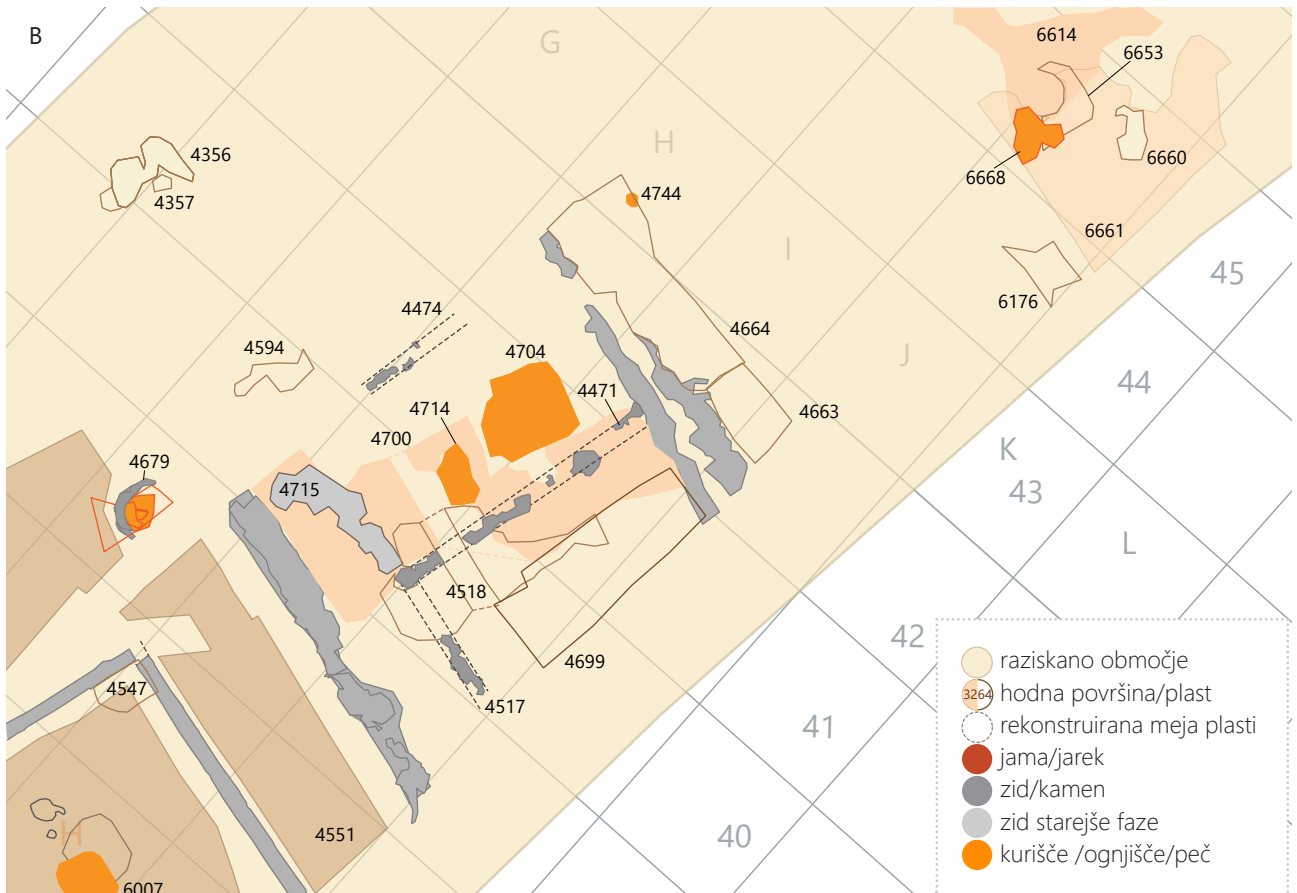 B
G
6614
6653
H
4356
4357
6660
6668
4744
6661
I
45
6176
4474
4664
4594
4704
J
44
4471
4714
4663
4700
K
4679
43
4715
L
4518
42
4699
4547
4517
41
4551
40
H
6007
raziskano območje
3264
hodna površina/plast
rekonstruirana meja plasti
jama/jarek
zid/kamen
zid starejše faze
kurišče /ognjišče/peč